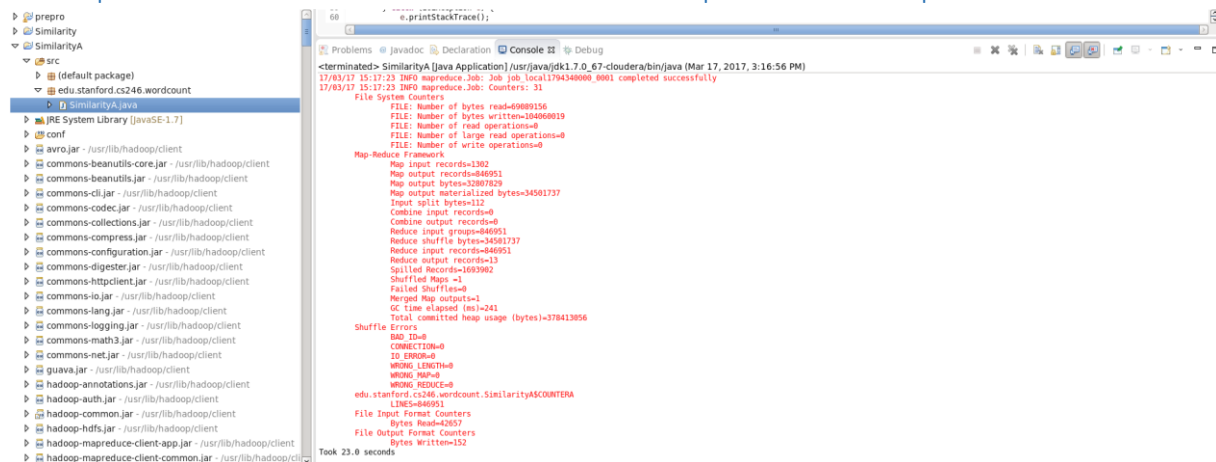 prepro
Similarity
SimilarityA
src
(default package)
edu.stanford.cs246.wordcount
SimilarityA.java
JRE System Library [JavaSE-1.7]
conf
avro.jar - /usr/lib/hadoop/client
commons-beanutils-core.jar - /usr/lib/hadoop/client
commons-beanutils.jar - /usr/lib/hadoop/client
commons-cli.jar - /usr/lib/hadoop/client
commons-codec.jar - /usr/lib/hadoop/client
commons-collections.jar - /usr/lib/hadoop/client
commons-compress.jar - /usr/lib/hadoop/client
commons-configuration.jar - /usr/lib/hadoop/client
commons-digester.jar - /usr/lib/hadoop/client
commons-httpclient.jar - /usr/lib/hadoop/client
commons-io.jar - /usr/lib/hadoop/client
commons-lang.jar - /usr/lib/hadoop/client
commons-logging.jar - /usr/lib/hadoop/client
commons-math3.jar - /usr/lib/hadoop/client
commons-net.jar - /usr/lib/hadoop/client
guava.jar - /usr/lib/hadoop/client
hadoop-annotations.jar - /usr/lib/hadoop/client
hadoop-auth.jar - /usr/lib/hadoop/client
hadoop-common.jar - /usr/lib/hadoop/client
hadoop-hdfs.jar - /usr/lib/hadoop/client
hadoop-mapreduce-client-app.jar - /usr/lib/hadoop/client
hadoop-mapreduce-client-common.jar - /usr/lib/hadoop/cli
60 e.printStackTrace();
Problems Javadoc Declaration Console Debug
<terminated> SimilarityA [Java Application] /usr/java/jdk1.7.0_67-cloudera/bin/java (Mar 17, 2017, 3:16:56 PM)
17/03/17 15:17:23 INFO mapreduce.Job: Job job_local1794340000_0001 completed successfully
17/03/17 15:17:23 INFO mapreduce.Job: Counters: 31
File System Counters
FILE: Number of bytes read=69089156
FILE: Number of bytes written=104060019
FILE: Number of read operations=0
FILE: Number of large read operations=0
FILE: Number of write operations=0
Map-Reduce Framework
Map input records=1302
Map output records=846951
Map output bytes=32807829
Map output materialized bytes=34501737
Input split bytes=112
Combine input records=0
Combine output records=0
Reduce input groups=846951
Reduce shuffle bytes=34501737
Reduce input records=846951
Reduce output records=13
Spilled Records=1693902
Shuffled Maps =1
Failed Shuffles=0
Merged Map outputs=1
GC time elapsed (ms)=241
Total committed heap usage (bytes)=378413056
Shuffle Errors
BAD_ID=0
CONNECTION=0
IO_ERROR=0
WRONG_LENGTH=0
WRONG_MAP=0
WRONG_REDUCE=0
edu.stanford.cs246.wordcount.SimilarityA$COUNTERA
LINES=846951
File Input Format Counters
Bytes Read=42657
File Output Format Counters
Bytes Written=152
Took 23.0 seconds